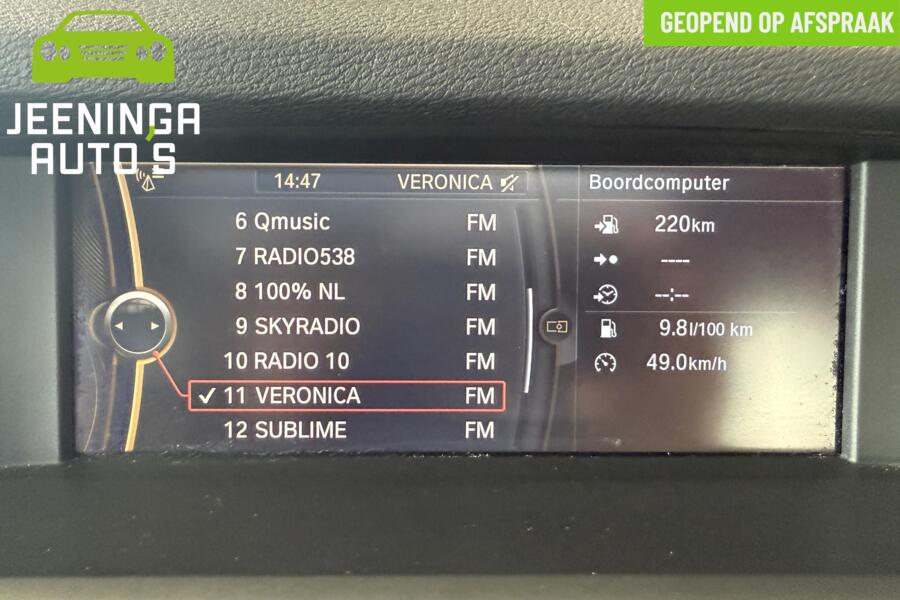 GEOPEND OP AFSPRAAK
JEENINGA
AUTO'S
14:47 VERONICA
6 Qmusic FM
7 RADIO538 FM
8 100% NL FM
9 SKYRADIO FM
10 RADIO 10 FM
11 VERONICA FM
12 SUBLIME FM
Boordcomputer
220km
----
--:--
9.8l/100 km
49.0km/h